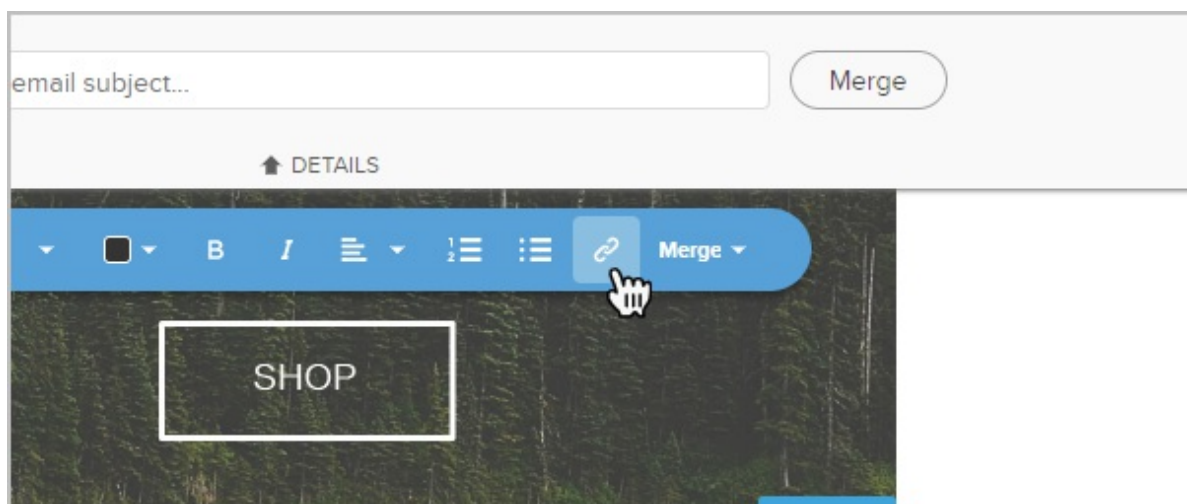 email subject...
Merge
DETAILS
B I Merge
SHOP